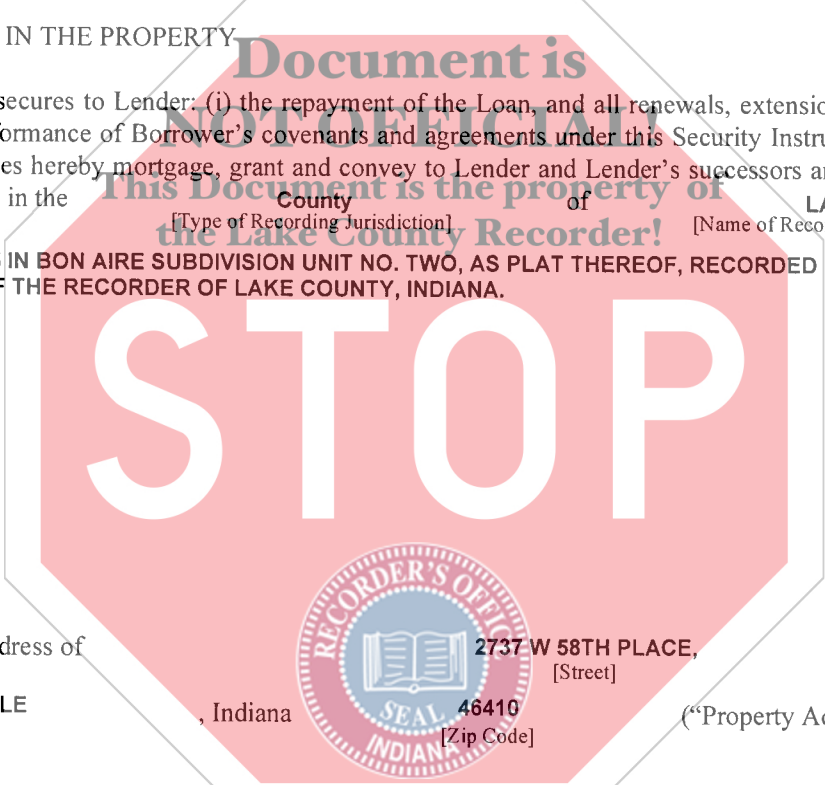 IN THE PROPERTY
Document is
secures to Lender: (i) the repayment of the Loan, and all renewals, extensio
NOT OFFICIAL!
ormance of Borrower's covenants and agreements under this Security Instru
es hereby mortgage, grant and convey to Lender and Lender's successors a
This Document is the property of
in the County of LA
[Type of Recording Jurisdiction] [Name of Reco
the Lake County Recorder!
IN BON AIRE SUBDIVISION UNIT NO. TWO, AS PLAT THEREOF, RECORDED
F THE RECORDER OF LAKE COUNTY, INDIANA.
STOP
RECORDER'S OFFICE
dress of 2737 W 58TH PLACE,
[Street]
LE , Indiana 46410 ("Property Ad
SEAL
[Zip Code]
INDIANA